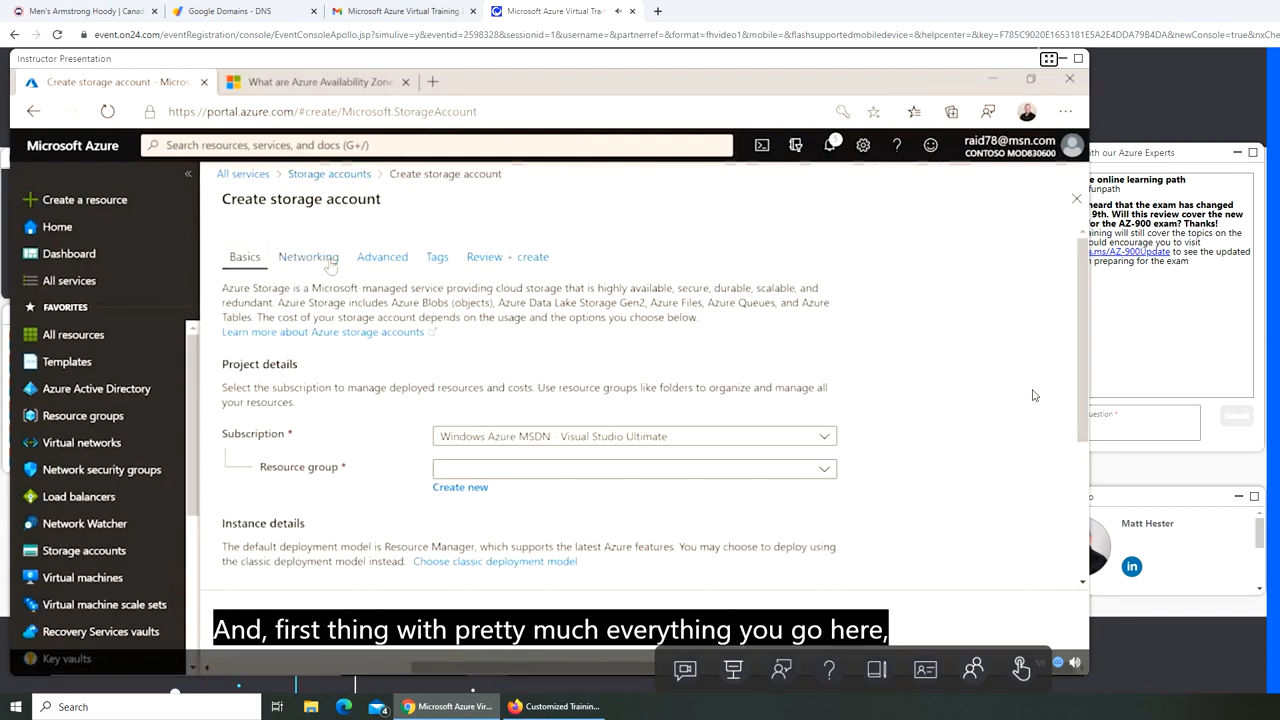 Men's Armstrong Hoody | Canad
Google Domains - DNS
Microsoft Azure Virtual Training
Microsoft Azure Virtual Train
event.on24.com/eventRegistration/console/EventConsoleApollo.jsp?simulive=y&eventid=2598328&sessionid=1&username=&partnerref=&format=fhvideo1&mobile=&flashsupportedmobiledevice=&helpcenter=&key=F785C9020E1653181E5A2E4DDA79B4DA&newConsole=true&nxChe
Instructor Presentation
Create storage account - Micros
What are Azure Availability Zone
https://portal.azure.com/#create/Microsoft.StorageAccount
Microsoft Azure
Search resources, services, and docs (G+/)
raid78@msn.com
CONTOSO MOD830600
Create a resource
Home
Dashboard
All services
FAVORITES
All resources
Templates
Azure Active Directory
Resource groups
Virtual networks
Network security groups
Load balancers
Network Watcher
Storage accounts
Virtual machines
Virtual machine scale sets
Recovery Services vaults
Key vaults
All services > Storage accounts > Create storage account
Create storage account
Basics Networking Advanced Tags Review + create
Azure Storage is a Microsoft managed service providing cloud storage that is highly available, secure, durable, scalable, and
redundant. Azure Storage includes Azure Blobs (objects), Azure Data Lake Storage Gen2, Azure Files, Azure Queues, and Azure
Tables. The cost of your storage account depends on the usage and the options you choose below.
Learn more about Azure storage accounts
Project details
Select the subscription to manage deployed resources and costs. Use resource groups like folders to organize and manage all
your resources.
Subscription *
Windows Azure MSDN - Visual Studio Ultimate
Resource group *
Create new
Instance details
The default deployment model is Resource Manager, which supports the latest Azure features. You may choose to deploy using
the classic deployment model instead. Choose classic deployment model
And, first thing with pretty much everything you go here,
with our Azure Experts
e online learning path
funpath
heard that the exam has changed
9th. Will this review cover the new
for the AZ-900 exam? Thanks!
aining will still cover the topics on the
ould encourage you to visit
a.ms/AZ-900Update to see the updated
n preparing for the exam
uestion *
Submit
Matt Hester
in
Search
4
Microsoft Azure Vir...
Customized Trainin...